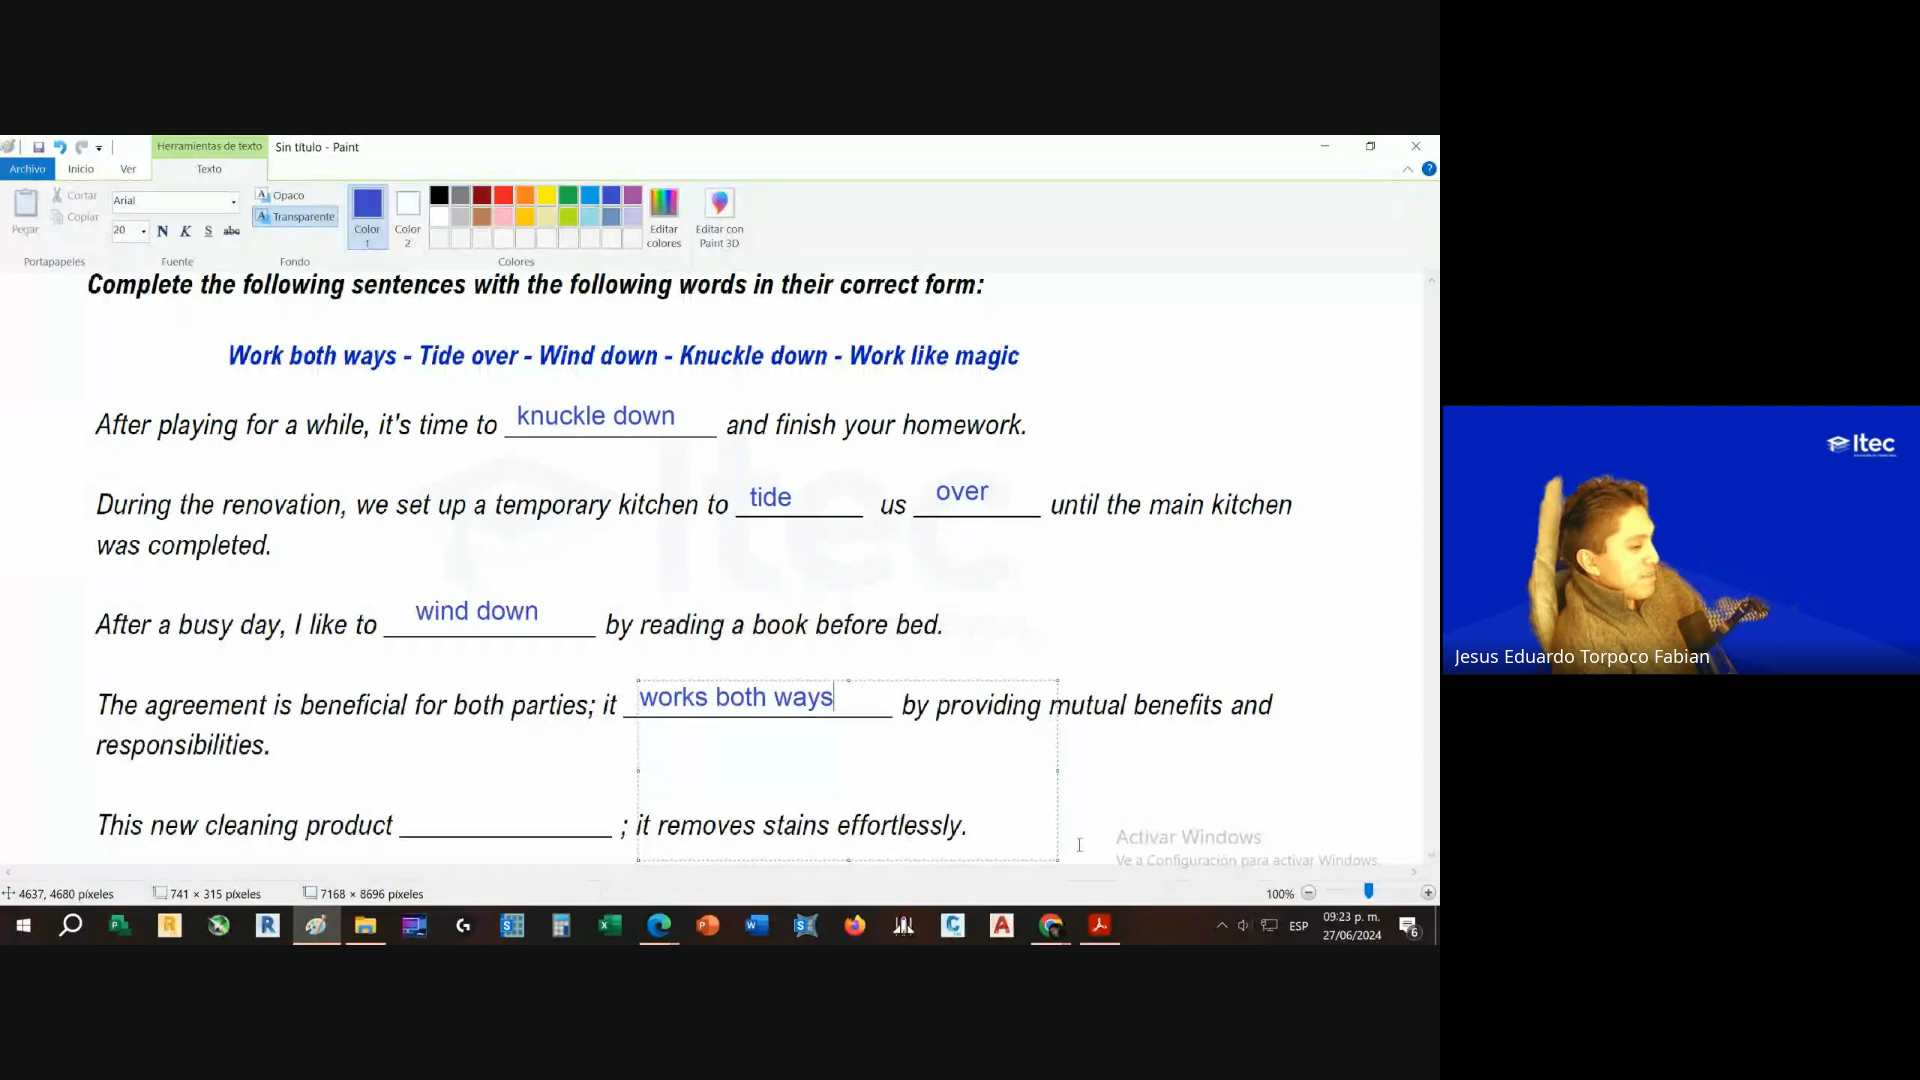 Herramientas de texto
Sin título - Paint
Archivo
Inicio
Ver
Texto
Pegar
Cortar
Copiar
Portapapeles
Arial
20
N K S abc
Fuente
Opaco
Transparente
Fondo
Color 1
Color 2
Colores
Editar colores
Editar con Paint 3D
Complete the following sentences with the following words in their correct form:
Work both ways - Tide over - Wind down - Knuckle down - Work like magic
After playing for a while, it's time to knuckle down and finish your homework.
During the renovation, we set up a temporary kitchen to tide us over until the main kitchen
was completed.
After a busy day, I like to wind down by reading a book before bed.
The agreement is beneficial for both parties; it works both ways by providing mutual benefits and
responsibilities.
This new cleaning product ______ ; it removes stains effortlessly.
Itec
Activar Windows
Ve a Configuración para activar Windows.
4637, 4680 píxeles
741 × 315 píxeles
7168 × 8696 píxeles
100%
ESP
09:23 p. m.
27/06/2024
6
Itec
Jesus Eduardo Torpoco Fabian